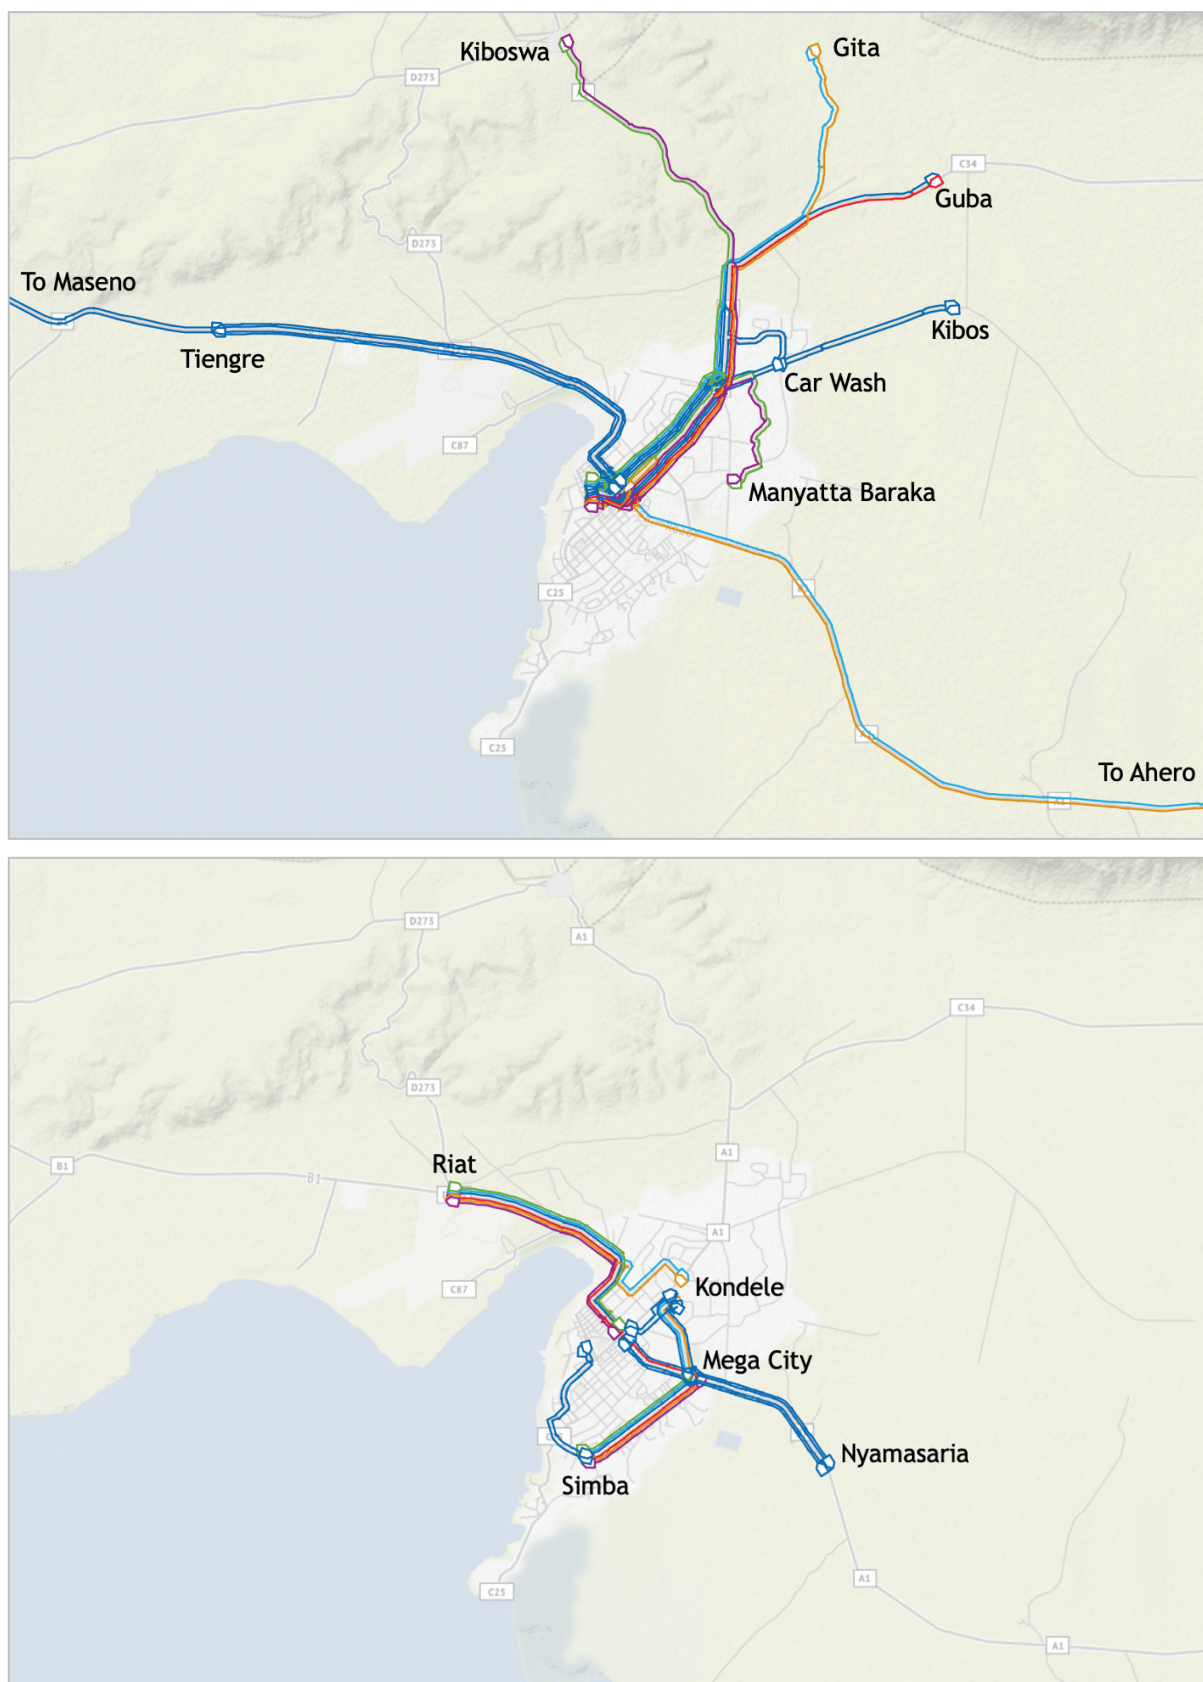 Kiboswa
Gita
D273
C34
Guba
D273
To Maseno
Tiengre
Kibos
Car Wash
C87
Manyatta Baraka
C25
C25
To Ahero
A1
D273
A1
C34
D273
A1
B1
B1
Riat
A1
C87
Kondele
Mega City
Nyamasaria
Simba
A1
C25
A1